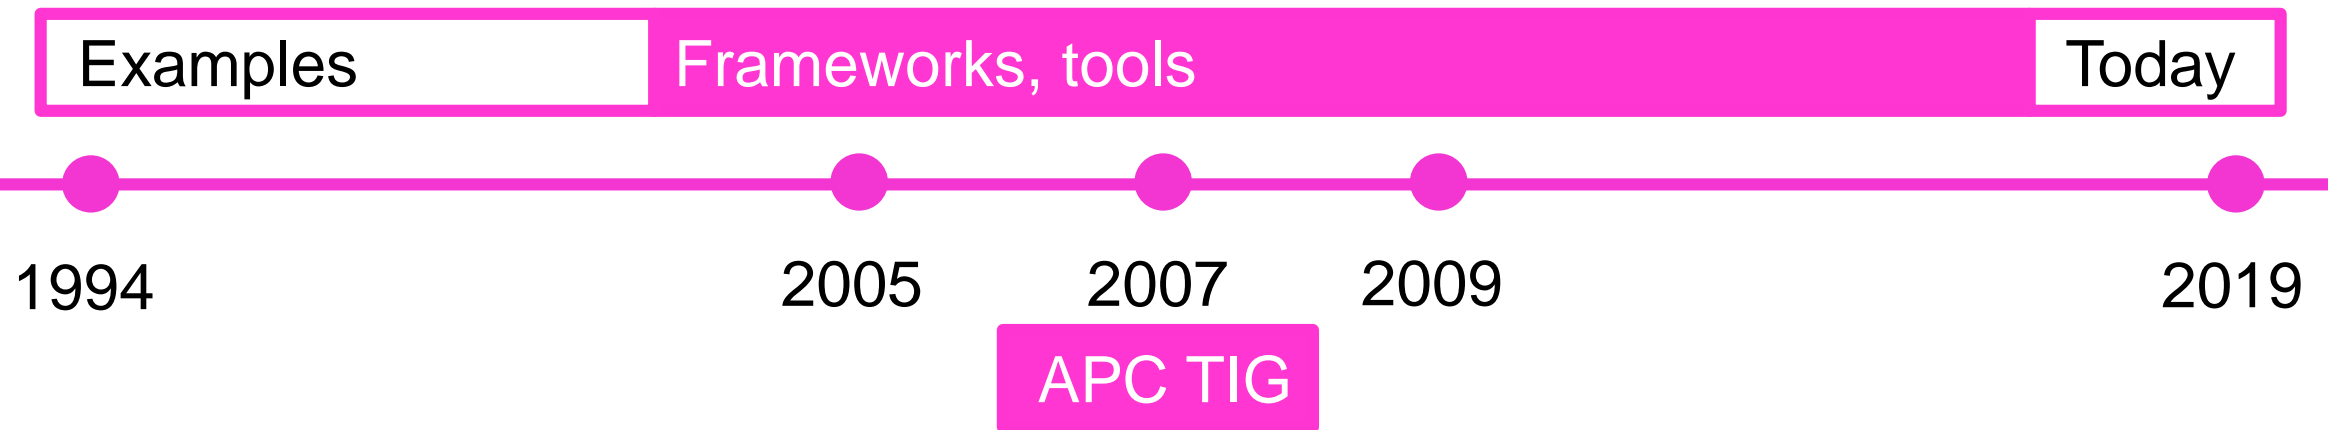 Examples Frameworks, tools Today
1994 2005 2007 2009 2019
APC TIG